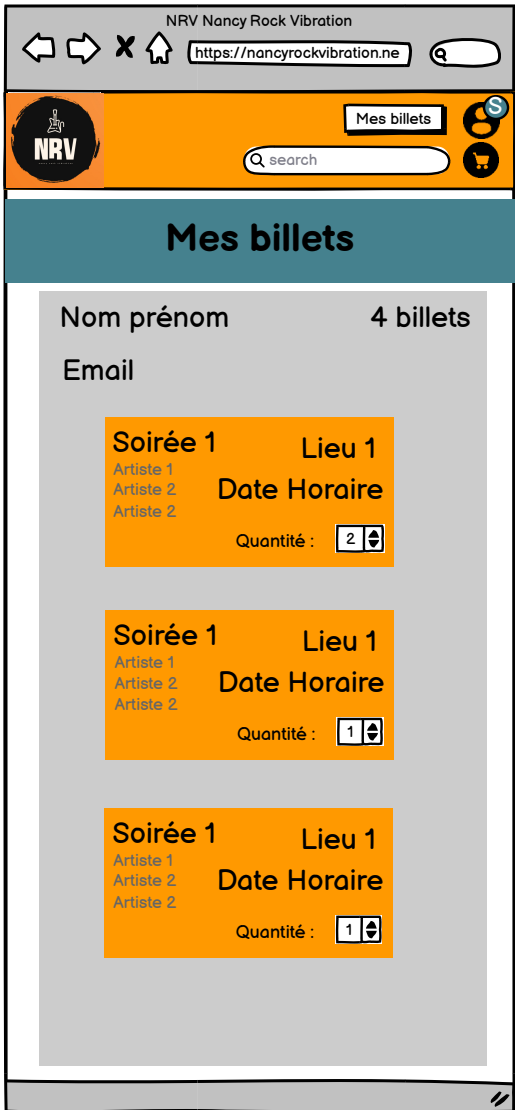 NRV Nancy Rock Vibration
https://nancyrockvibration.ne
NRV
Mes billets
S
search
Mes billets
Nom prénom
4 billets
Email
Soirée 1
Lieu 1
Artiste 1
Artiste 2
Date Horaire
Artiste 2
Quantité :
2
Soirée 1
Lieu 1
Artiste 1
Artiste 2
Date Horaire
Artiste 2
Quantité :
1
Soirée 1
Lieu 1
Artiste 1
Artiste 2
Date Horaire
Artiste 2
Quantité :
1